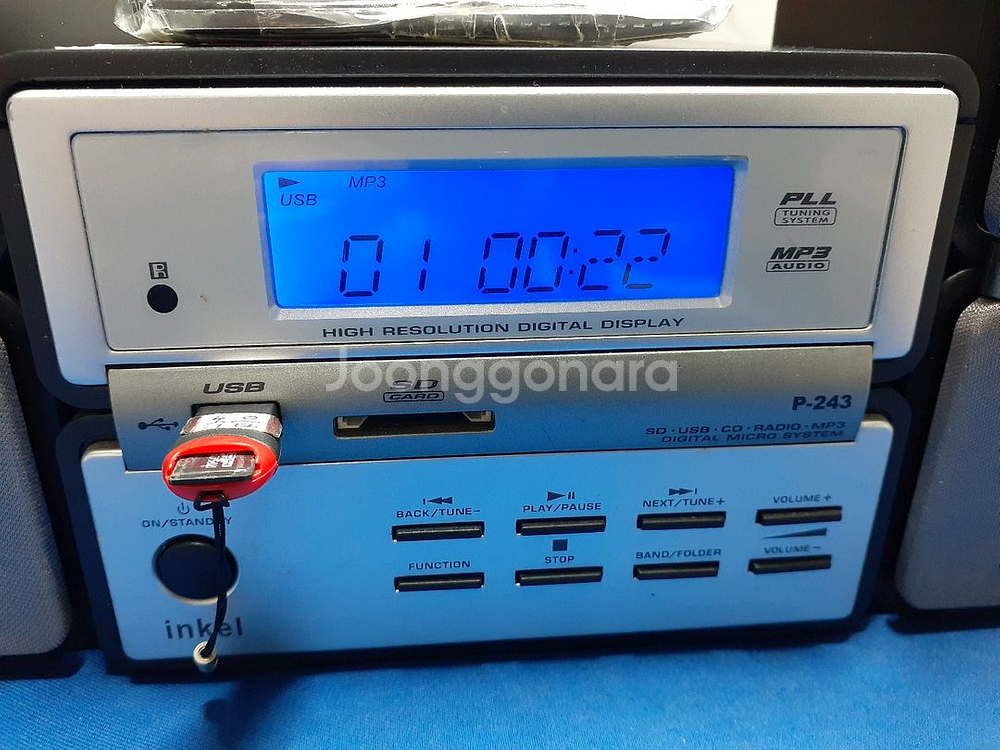 MP3
USB
01 00:22
PLL
TUNING
SYSTEM
MP3
AUDIO
R
HIGH RESOLUTION DIGITAL DISPLAY
Joonggonara
USB
SD
CARD
P-243
SD · USB · CD · RADIO · MP3
DIGITAL MICRO SYSTEM
ON/STANDBY
BACK/TUNE-
PLAY/PAUSE
NEXT/TUNE+
VOLUME+
FUNCTION
STOP
BAND/FOLDER
VOLUME-
inkel